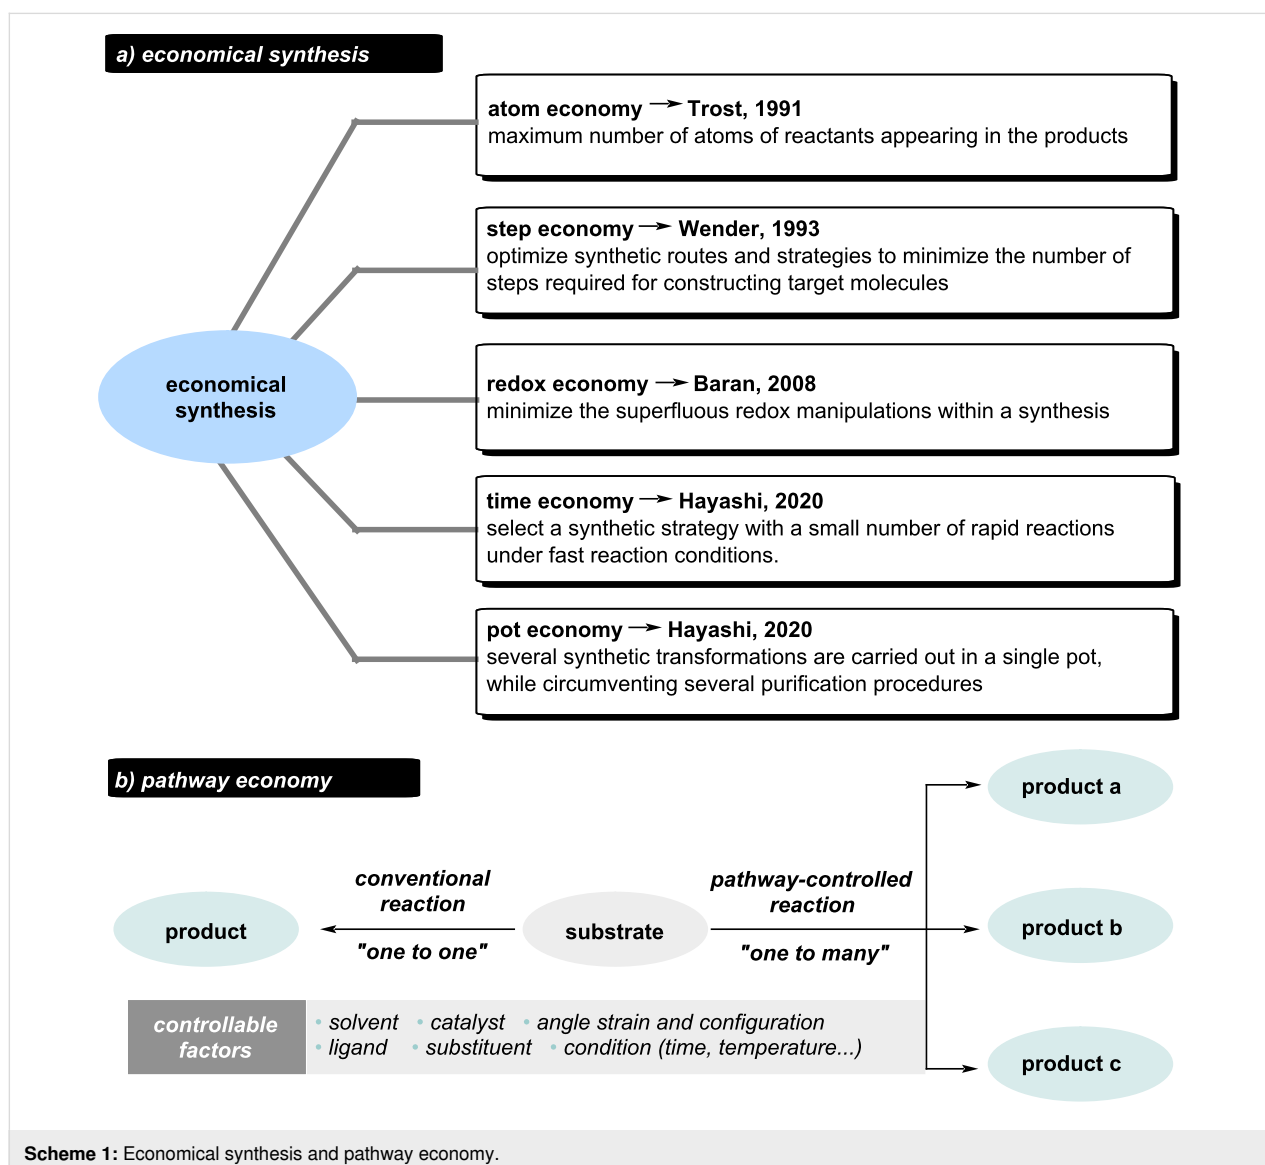 a) economical synthesis
atom economy → Trost, 1991
maximum number of atoms of reactants appearing in the products
step economy → Wender, 1993
optimize synthetic routes and strategies to minimize the number of
steps required for constructing target molecules
economical
synthesis
redox economy → Baran, 2008
minimize the superfluous redox manipulations within a synthesis
time economy → Hayashi, 2020
select a synthetic strategy with a small number of rapid reactions
under fast reaction conditions.
pot economy → Hayashi, 2020
several synthetic transformations are carried out in a single pot,
while circumventing several purification procedures
b) pathway economy
product a
conventional
reaction
pathway-controlled
reaction
product
substrate
product b
"one to one"
"one to many"
controllable
factors
• solvent • catalyst • angle strain and configuration
• ligand • substituent • condition (time, temperature...)
product c
Scheme 1: Economical synthesis and pathway economy.